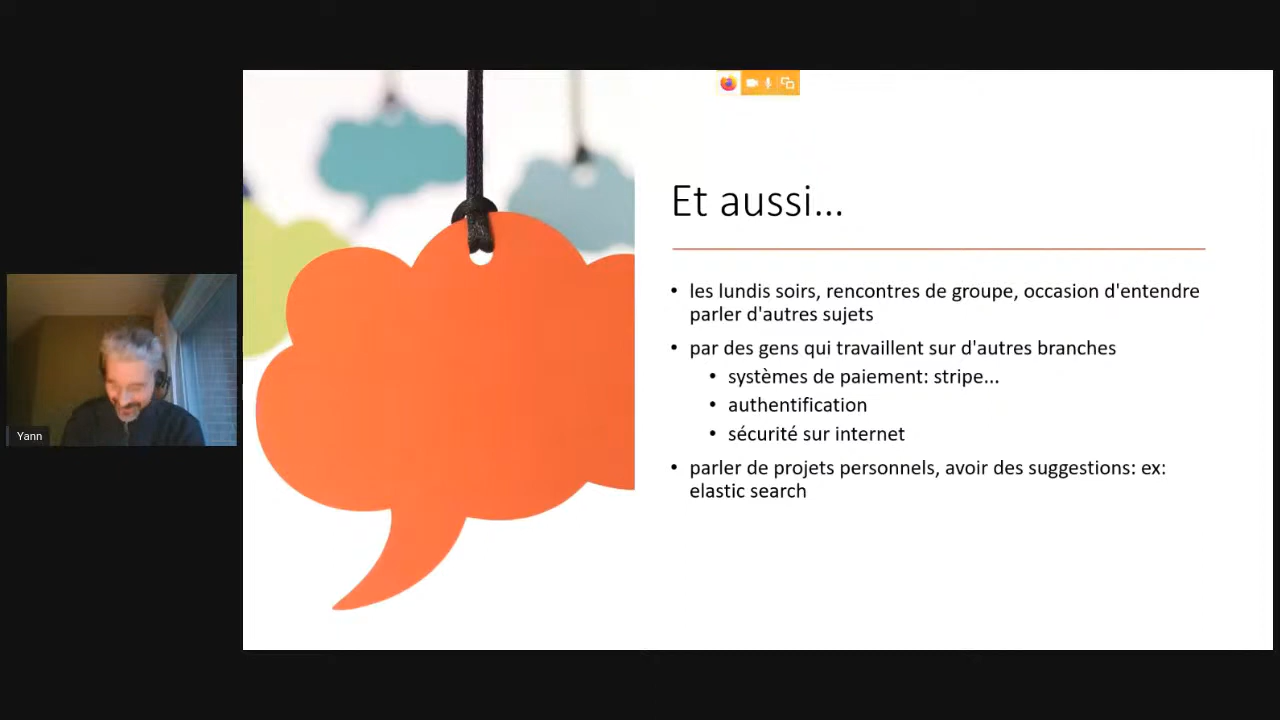 Et aussi...
les lundis soirs, rencontres de groupe, occasion d'entendre
parler d'autres sujets
par des gens qui travaillent sur d'autres branches
systèmes de paiement: stripe...
authentification
sécurité sur internet
parler de projets personnels, avoir des suggestions: ex:
elastic search
Yann